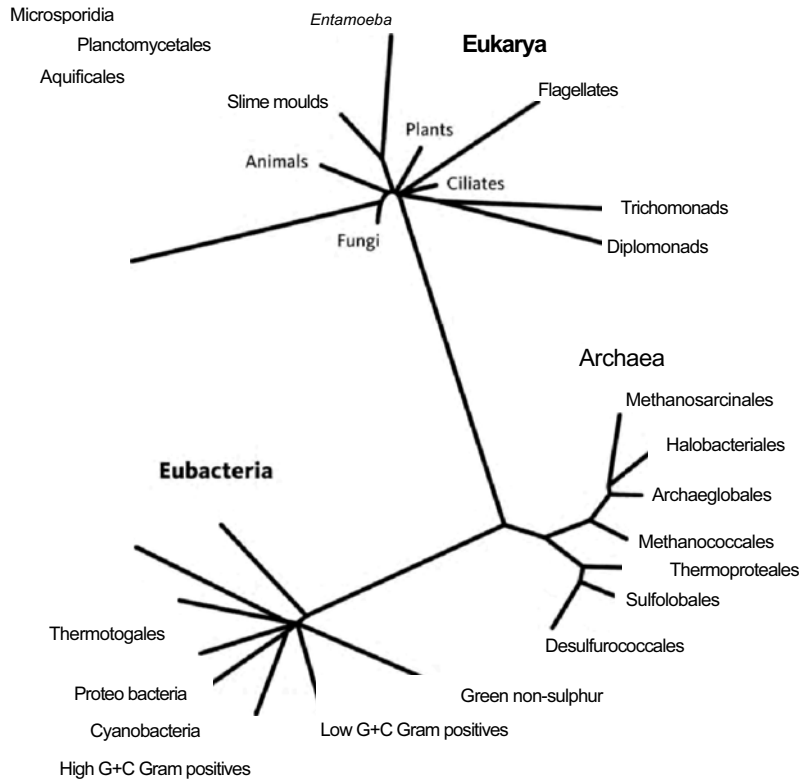 Microsporidia
Entamoeba
Planctomycetales
Eukarya
Aquificales
Flagellates
Slime moulds
Plants
Animals
Ciliates
Trichomonads
Fungi
Diplomonads
Archaea
Methanosarcinales
Halobacteriales
Eubacteria
Archaeglobales
Methanococcales
Thermoproteales
Sulfolobales
Thermotogales
Desulfurococcales
Proteo bacteria
Green non-sulphur
Cyanobacteria
Low G+C Gram positives
High G+C Gram positives